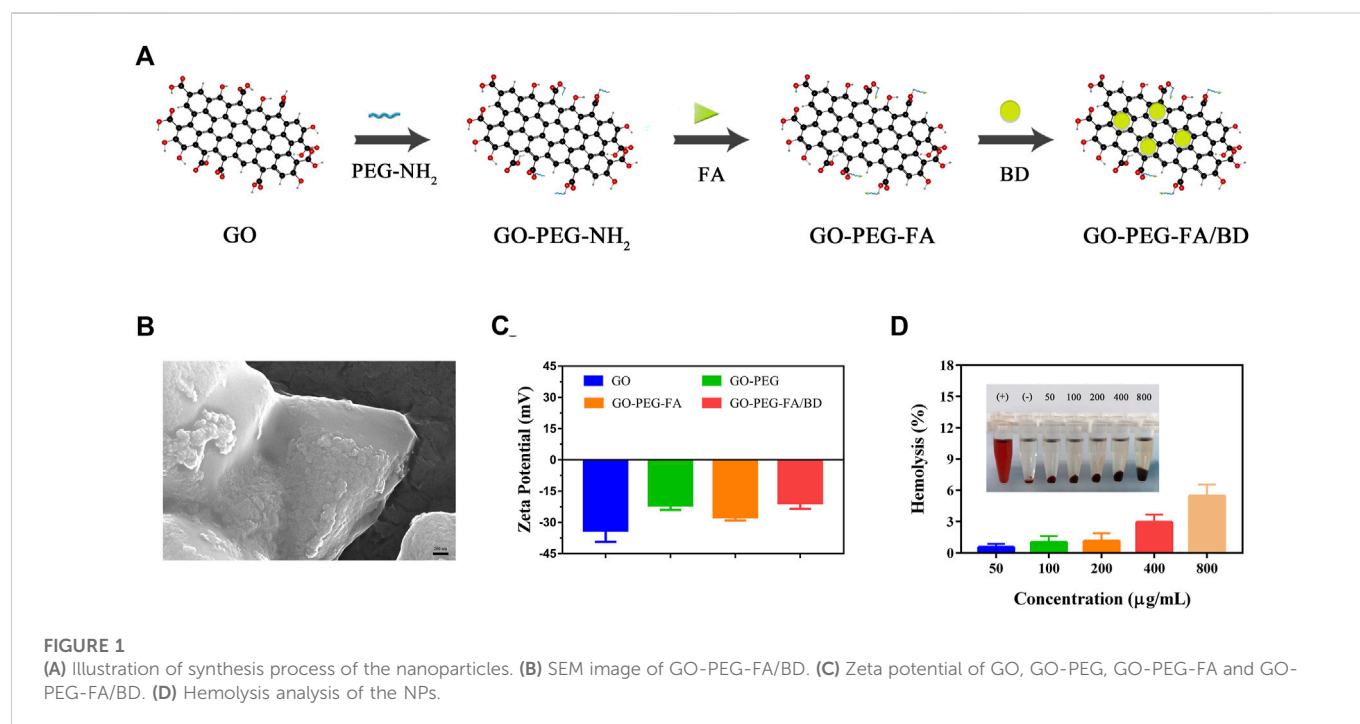 A
PEG-NH₂
FA
BD
GO
GO-PEG-NH₂
GO-PEG-FA
GO-PEG-FA/BD
B
C
D
Zeta Potential (mV)
45
30
15
0
-15
-30
-45
GO
GO-PEG
GO-PEG-FA
GO-PEG-FA/BD
Hemolysis (%)
18
15
12
9
6
3
0
(+) (-) 50 100 200 400 800
50 100 200 400 800
Concentration (μg/mL)
FIGURE 1
(A) Illustration of synthesis process of the nanoparticles. (B) SEM image of GO-PEG-FA/BD. (C) Zeta potential of GO, GO-PEG, GO-PEG-FA and GO-
PEG-FA/BD. (D) Hemolysis analysis of the NPs.